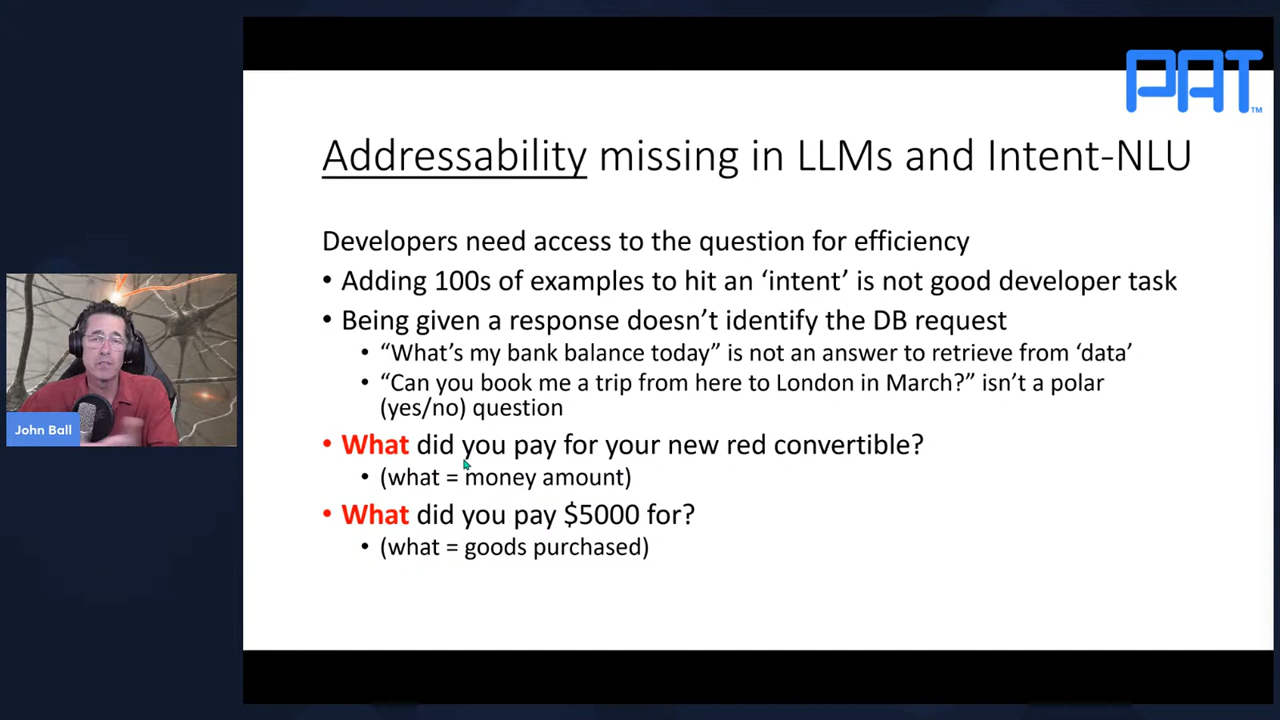 PAT™
Addressability missing in LLMs and Intent-NLU
Developers need access to the question for efficiency
• Adding 100s of examples to hit an ‘intent’ is not good developer task
• Being given a response doesn’t identify the DB request
• “What’s my bank balance today” is not an answer to retrieve from ‘data’
• “Can you book me a trip from here to London in March?” isn’t a polar
(yes/no) question
• What did you pay for your new red convertible?
• (what = money amount)
• What did you pay $5000 for?
• (what = goods purchased)
John Ball